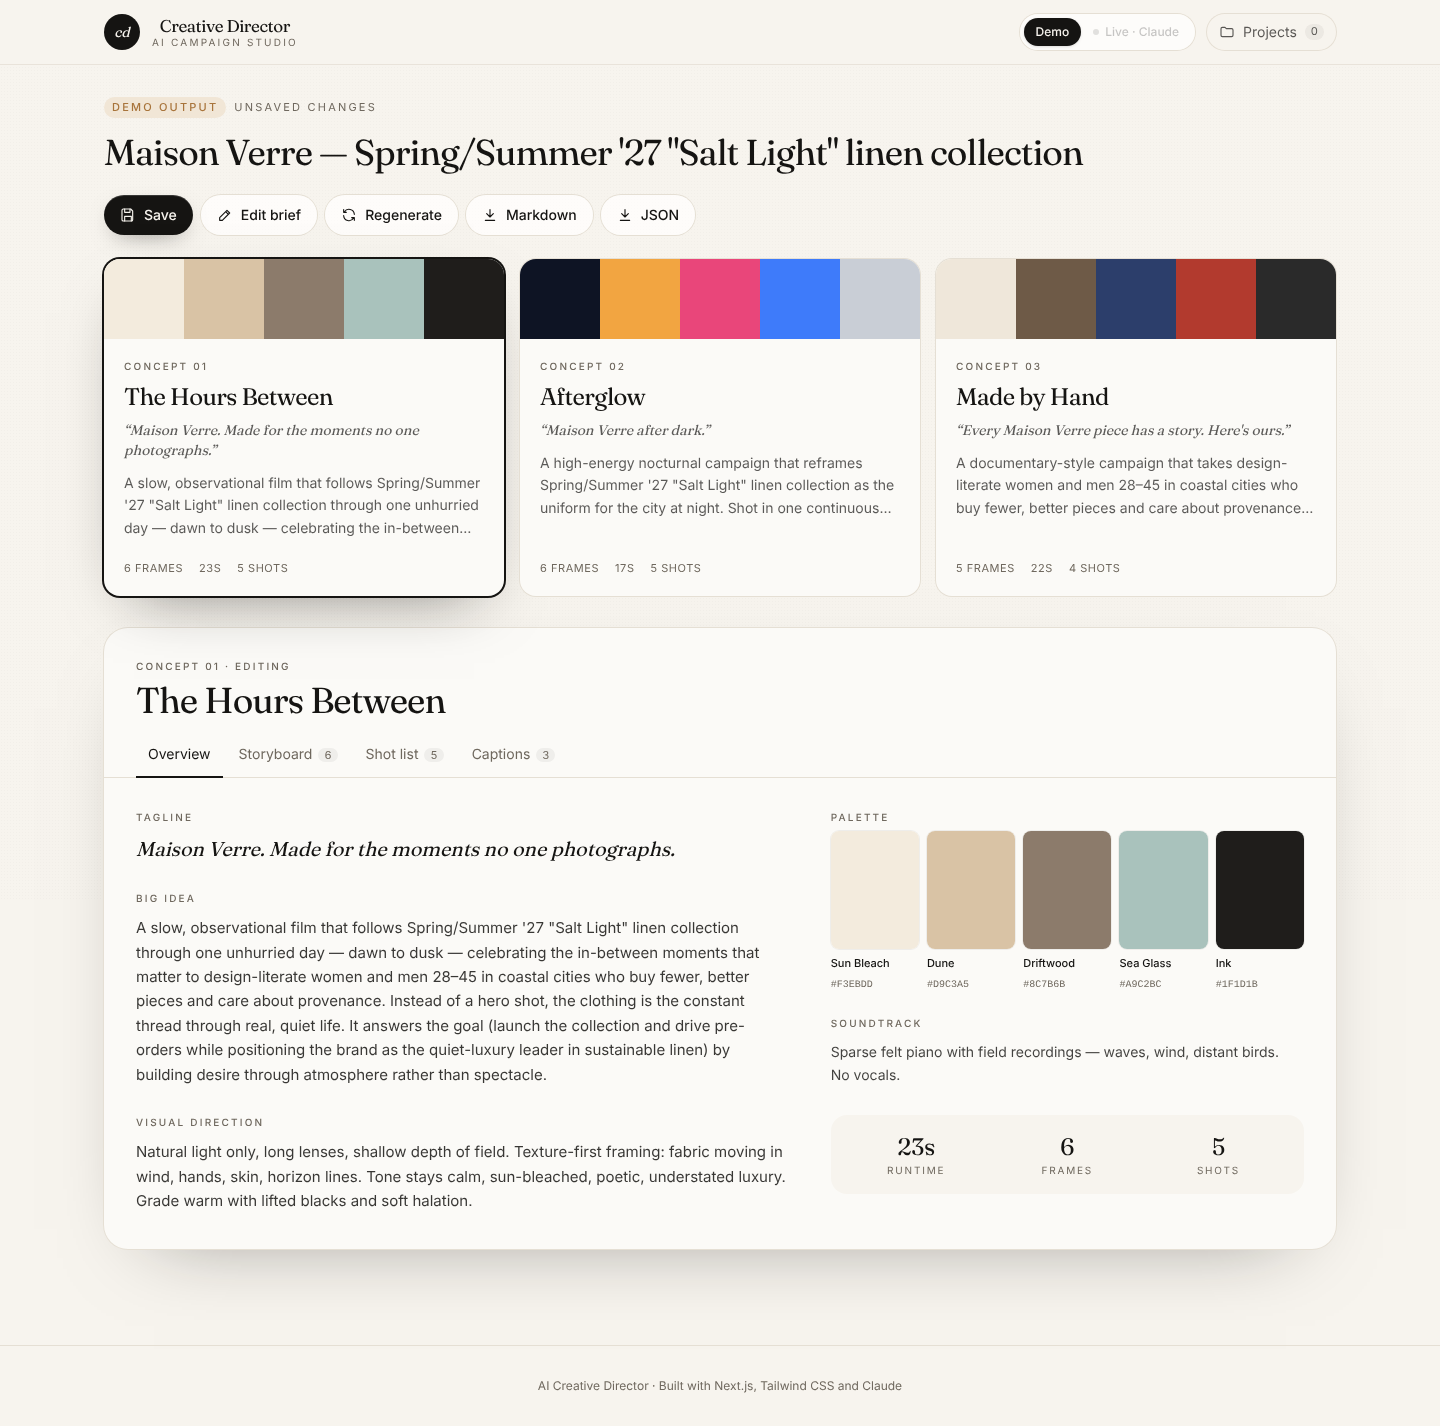 cd
Creative Director
AI CAMPAIGN STUDIO
Demo
Live · Claude
Projects 0
DEMO OUTPUT UNSAVED CHANGES
Maison Verre — Spring/Summer '27 "Salt Light" linen collection
Save
Edit brief
Regenerate
Markdown
JSON
CONCEPT 01
The Hours Between
“Maison Verre. Made for the moments no one
photographs.”
A slow, observational film that follows Spring/Summer
'27 "Salt Light" linen collection through one unhurried
day — dawn to dusk — celebrating the in-between…
6 FRAMES 23S 5 SHOTS
CONCEPT 02
Afterglow
“Maison Verre after dark.”
A high-energy nocturnal campaign that reframes
Spring/Summer '27 "Salt Light" linen collection as the
uniform for the city at night. Shot in one continuous…
6 FRAMES 17S 5 SHOTS
CONCEPT 03
Made by Hand
“Every Maison Verre piece has a story. Here's ours.”
A documentary-style campaign that takes design-
literate women and men 28–45 in coastal cities who
buy fewer, better pieces and care about provenance…
5 FRAMES 22S 4 SHOTS
CONCEPT 01 · EDITING
The Hours Between
Overview
Storyboard 6
Shot list 5
Captions 3
TAGLINE
Maison Verre. Made for the moments no one photographs.
BIG IDEA
A slow, observational film that follows Spring/Summer '27 "Salt Light" linen collection
through one unhurried day — dawn to dusk — celebrating the in-between moments that
matter to design-literate women and men 28–45 in coastal cities who buy fewer, better
pieces and care about provenance. Instead of a hero shot, the clothing is the constant
thread through real, quiet life. It answers the goal (launch the collection and drive pre-
orders while positioning the brand as the quiet-luxury leader in sustainable linen) by
building desire through atmosphere rather than spectacle.
VISUAL DIRECTION
Natural light only, long lenses, shallow depth of field. Texture-first framing: fabric moving in
wind, hands, skin, horizon lines. Tone stays calm, sun-bleached, poetic, understated luxury.
Grade warm with lifted blacks and soft halation.
PALETTE
Sun Bleach Dune Driftwood Sea Glass Ink
#F3EBDD #D9C3A5 #8C7B6B #A9C2BC #1F1D1B
SOUNDTRACK
Sparse felt piano with field recordings — waves, wind, distant birds.
No vocals.
23s 6 5
RUNTIME FRAMES SHOTS
AI Creative Director · Built with Next.js, Tailwind CSS and Claude